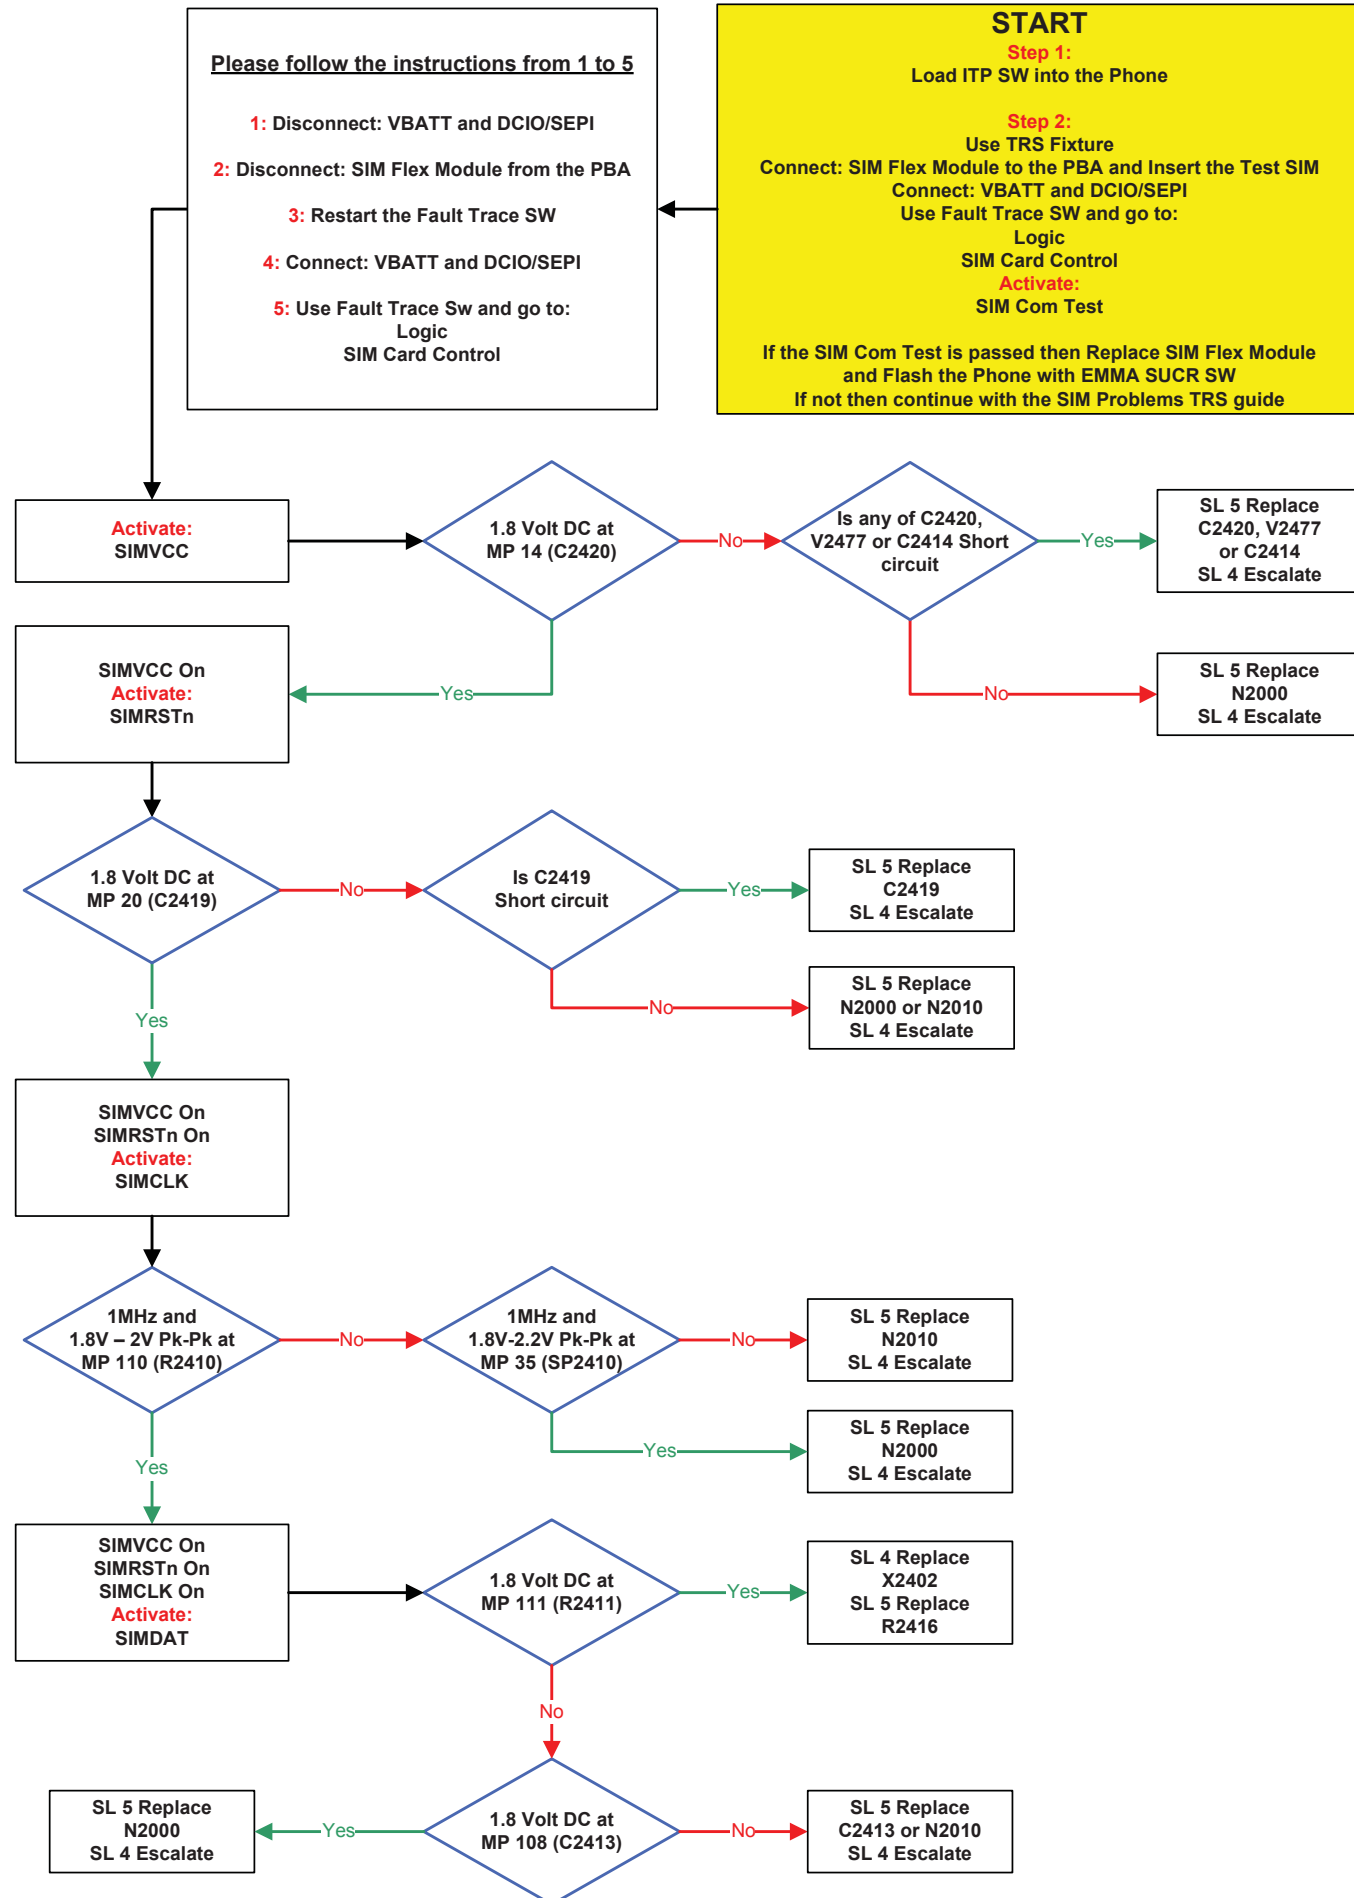 START
Step 1:
Load ITP SW into the Phone
Step 2:
Use TRS Fixture
Connect: SIM Flex Module to the PBA and Insert the Test SIM
Connect: VBATT and DCIO/SEPI
Use Fault Trace SW and go to:
Logic
SIM Card Control
Activate:
SIM Com Test
If the SIM Com Test is passed then Replace SIM Flex Module
and Flash the Phone with EMMA SUCR SW
If not then continue with the SIM Problems TRS guide
Please follow the instructions from 1 to 5
1: Disconnect: VBATT and DCIO/SEPI
2: Disconnect: SIM Flex Module from the PBA
3: Restart the Fault Trace SW
4: Connect: VBATT and DCIO/SEPI
5: Use Fault Trace Sw and go to:
Logic
SIM Card Control
Activate:
SIMVCC
1.8 Volt DC at
MP 14 (C2420)
No
Is any of C2420,
V2477 or C2414 Short
circuit
Yes
SL 5 Replace
C2420, V2477
or C2414
SL 4 Escalate
No
SL 5 Replace
N2000
SL 4 Escalate
Yes
SIMVCC On
Activate:
SIMRSTn
1.8 Volt DC at
MP 20 (C2419)
No
Is C2419
Short circuit
Yes
SL 5 Replace
C2419
SL 4 Escalate
No
SL 5 Replace
N2000 or N2010
SL 4 Escalate
Yes
SIMVCC On
SIMRSTn On
Activate:
SIMCLK
1MHz and
1.8V – 2V Pk-Pk at
MP 110 (R2410)
No
1MHz and
1.8V-2.2V Pk-Pk at
MP 35 (SP2410)
No
SL 5 Replace
N2010
SL 4 Escalate
Yes
SL 5 Replace
N2000
SL 4 Escalate
Yes
SIMVCC On
SIMRSTn On
SIMCLK On
Activate:
SIMDAT
1.8 Volt DC at
MP 111 (R2411)
Yes
SL 4 Replace
X2402
SL 5 Replace
R2416
No
1.8 Volt DC at
MP 108 (C2413)
Yes
SL 5 Replace
N2000
SL 4 Escalate
No
SL 5 Replace
C2413 or N2010
SL 4 Escalate